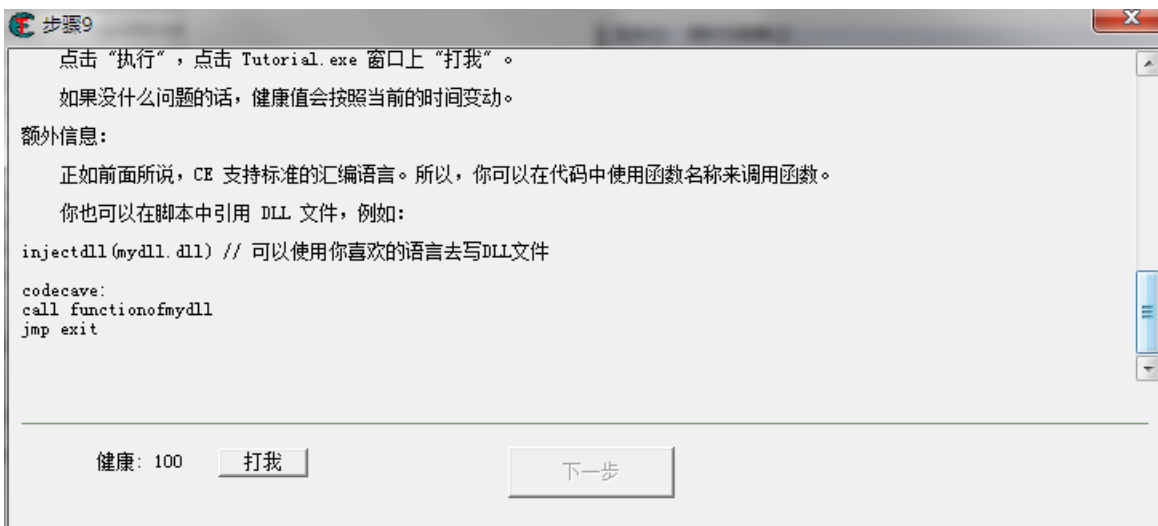 步骤9
点击 "执行" ，点击 Tutorial.exe 窗口上 "打我" 。
如果没什么问题的话，健康值会按照当前的时间变动。
额外信息：
正如前面所说，CE 支持标准的汇编语言。所以，你可以在代码中使用函数名称来调用函数。
你也可以在脚本中引用 DLL 文件，例如：
injectdll(mydll.dll) // 可以使用你喜欢的语言去写DLL文件
codecave:
call functionofmydll
jmp exit
健康: 100 打我 下一步